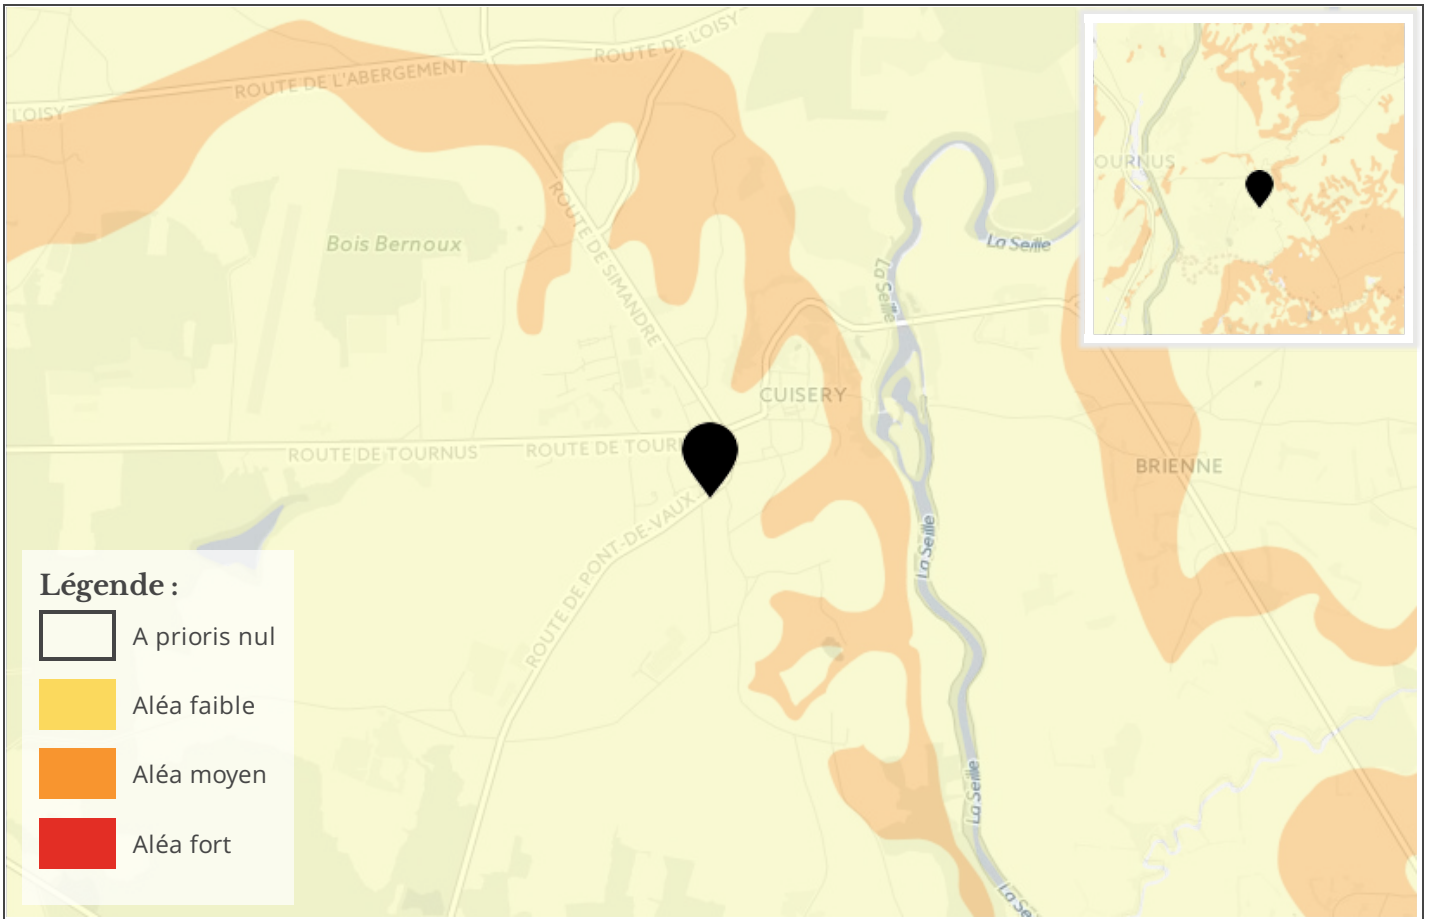 ROUTE DE LOISY
ROUTE DE L'ABERGEMENT
LOISY
OURNUS
ROUTE DE SIMANDRE
Bois Bernoux
La Seille
La Seille
CUISERY
ROUTE DE TOURNUS
ROUTE DE TOUR
BRIENNE
ROUTE DE PONT-DE-VAUX
La Seille
Légende :
A prioris nul
Aléa faible
Aléa moyen
Aléa fort
La Seille
La Se